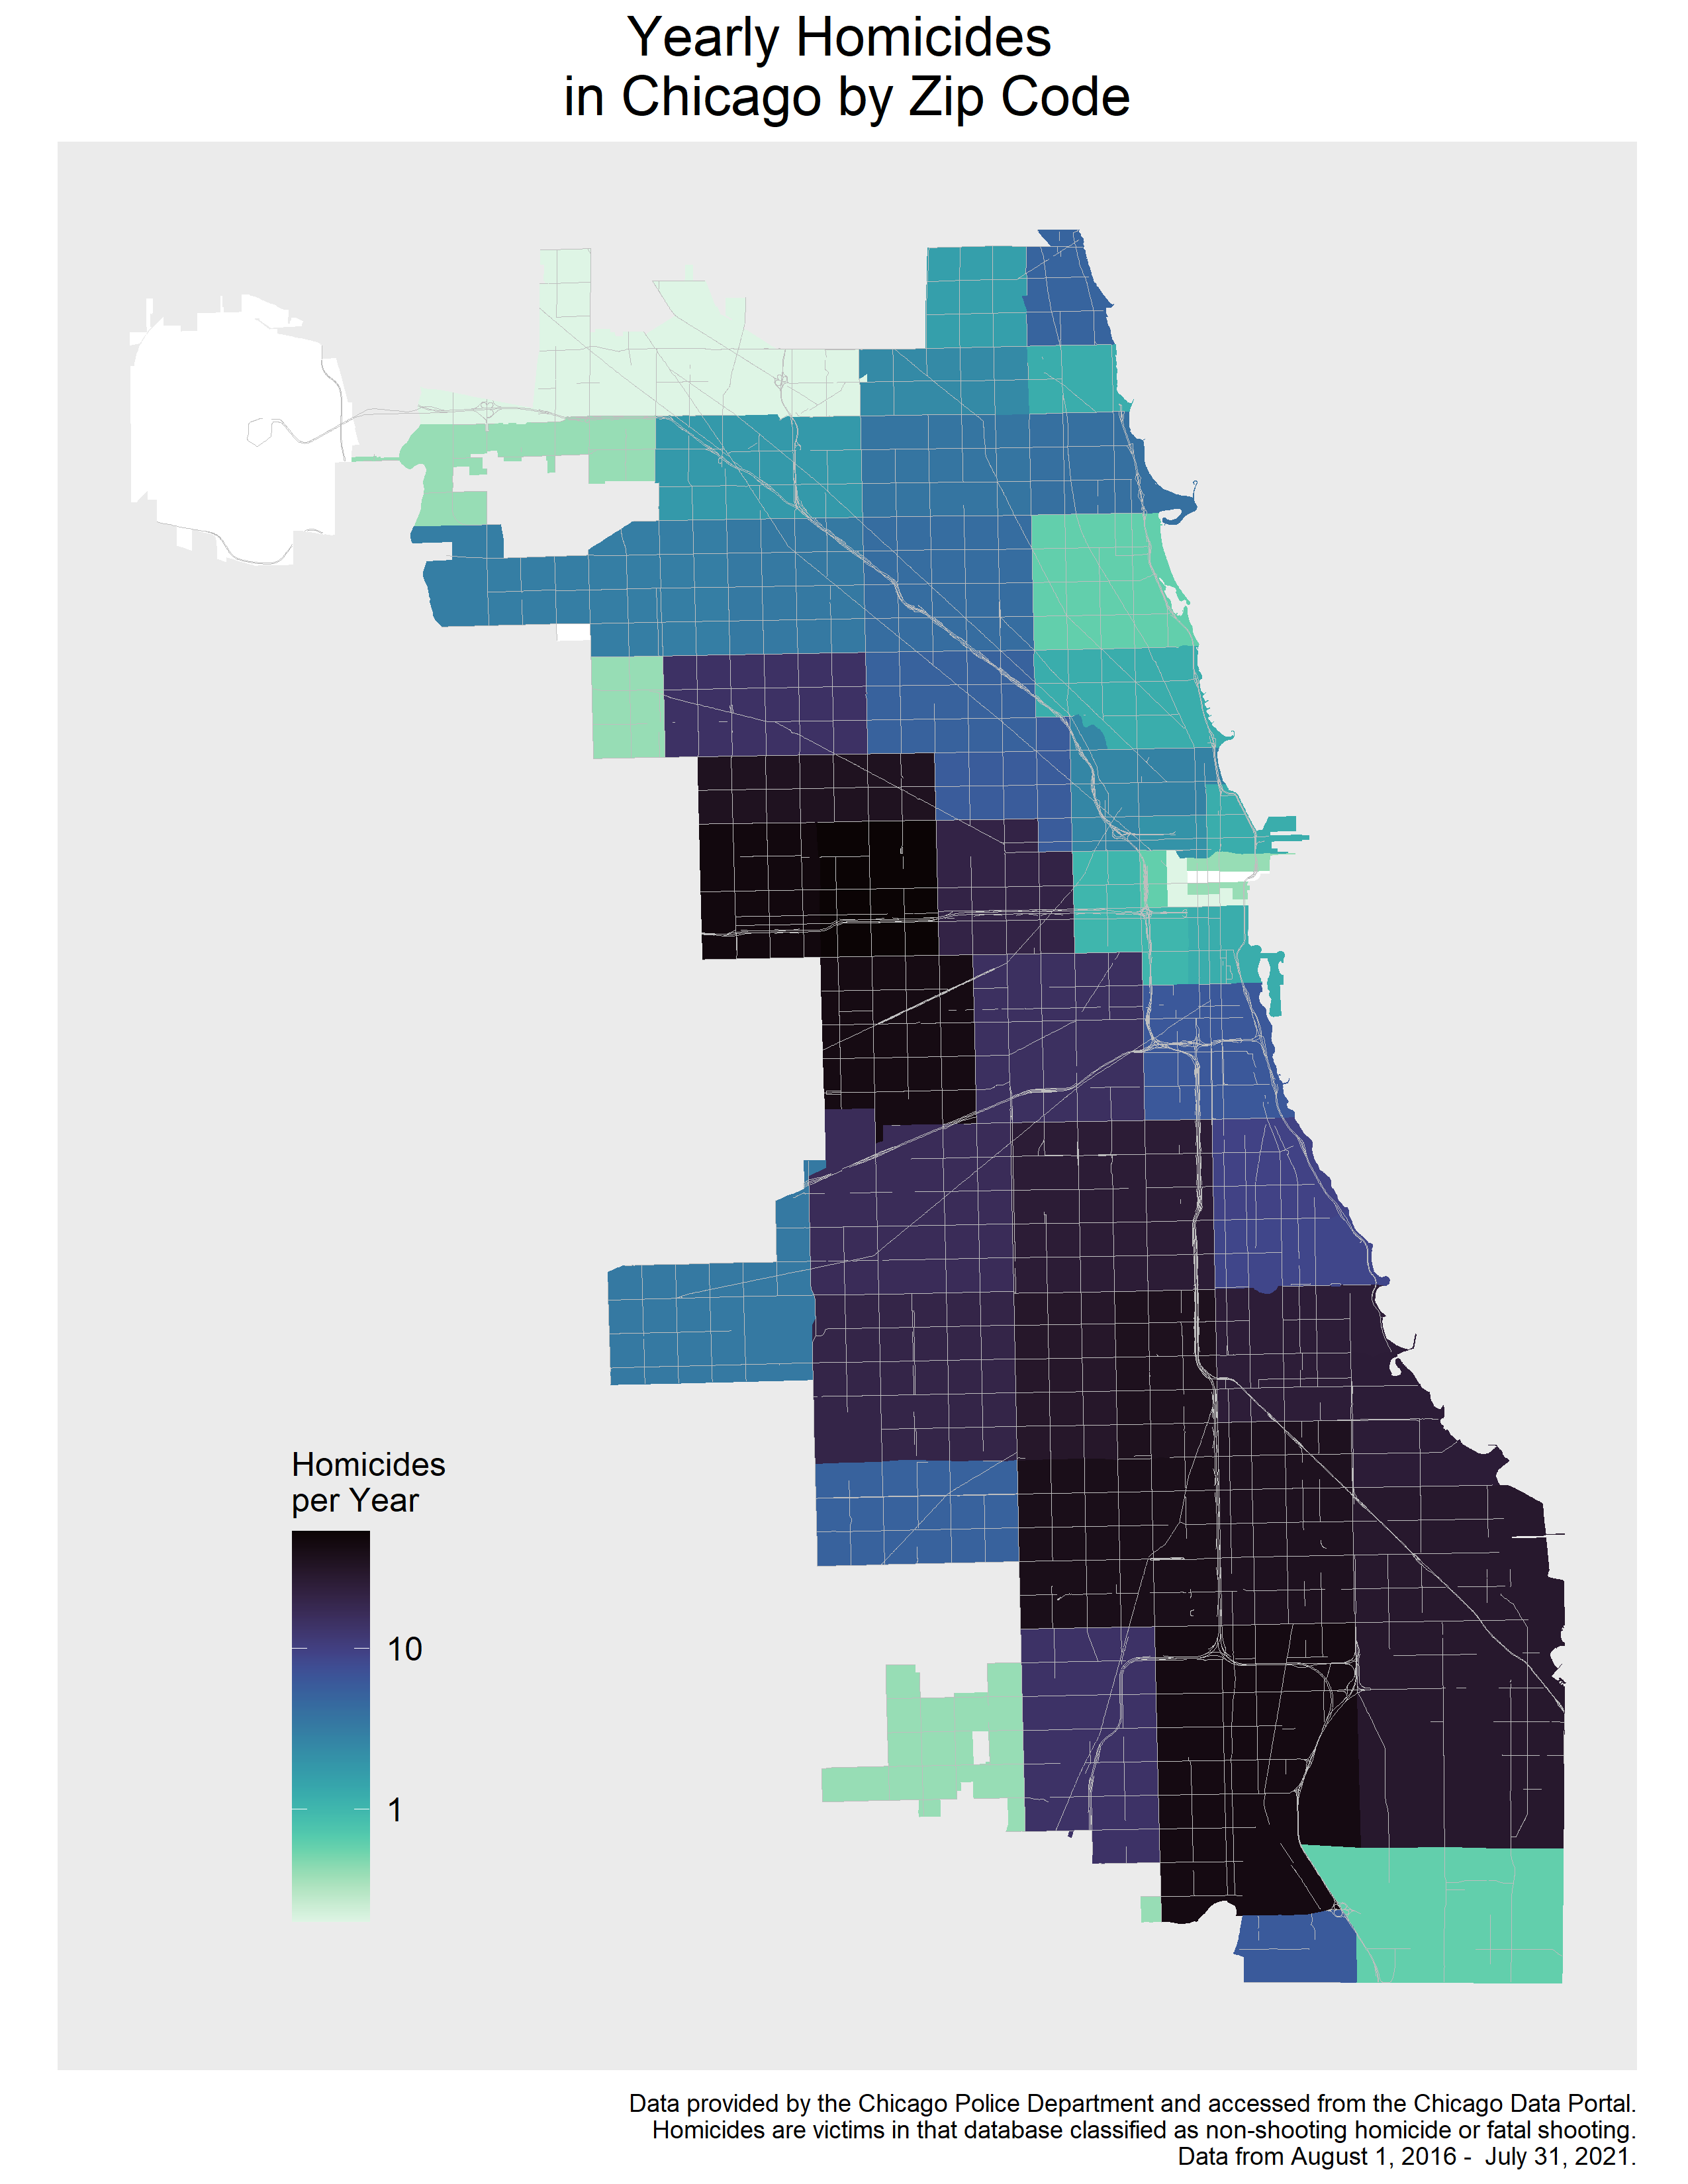 Yearly Homicides
in Chicago by Zip Code
Homicides
per Year
10
1
Data provided by the Chicago Police Department and accessed from the Chicago Data Portal.
Homicides are victims in that database classified as non-shooting homicide or fatal shooting.
Data from August 1, 2016 -  July 31, 2021.